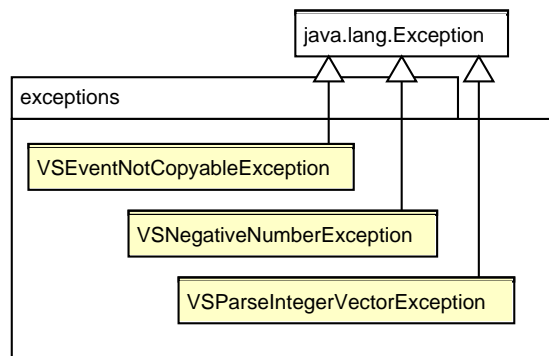 java.lang.Exception
exceptions
VSEventNotCopyableException
VSNegativeNumberException
VSParseIntegerVectorException